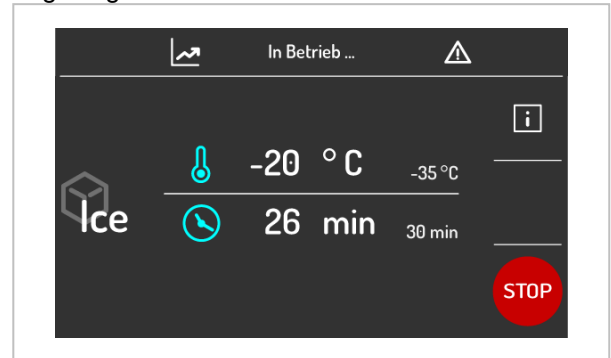 In Betrieb ...
i
-20 °C -35 °C
Ice
26 min 30 min
STOP